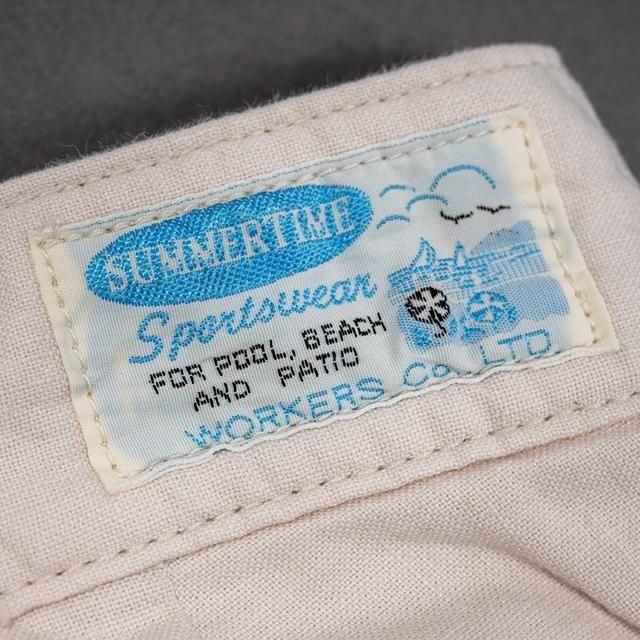 SUMMERTIME
Sportswear
FOR POOL, BEACH
AND PATIO
WORKERS Co., LTD